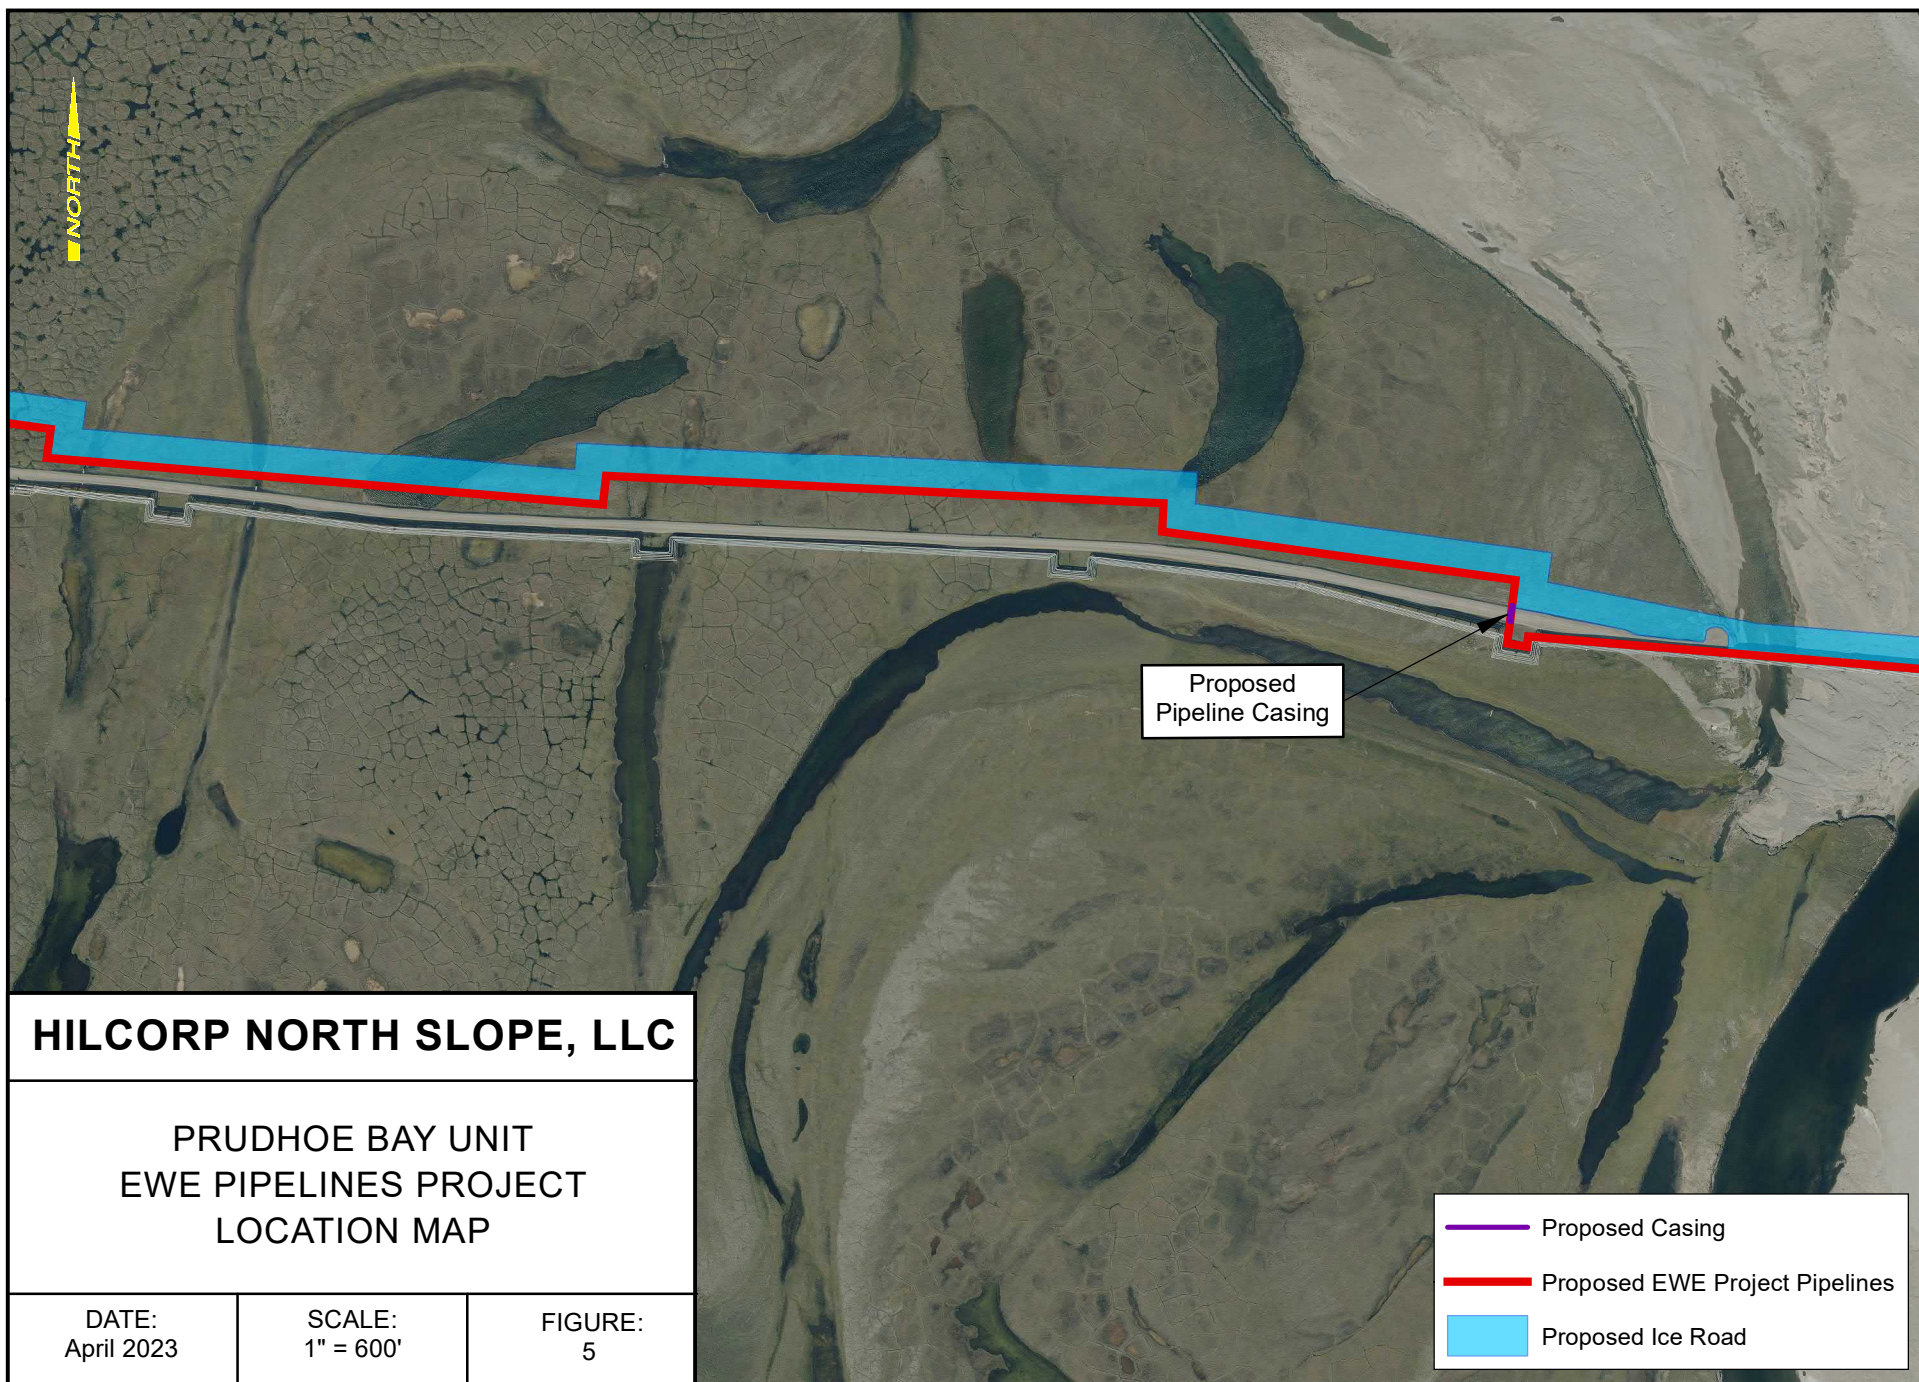 NORTH
Proposed
Pipeline Casing
HILCORP NORTH SLOPE, LLC
PRUDHOE BAY UNIT
EWE PIPELINES PROJECT
LOCATION MAP
DATE:
April 2023
SCALE:
1" = 600'
FIGURE:
5
Proposed Casing
Proposed EWE Project Pipelines
Proposed Ice Road